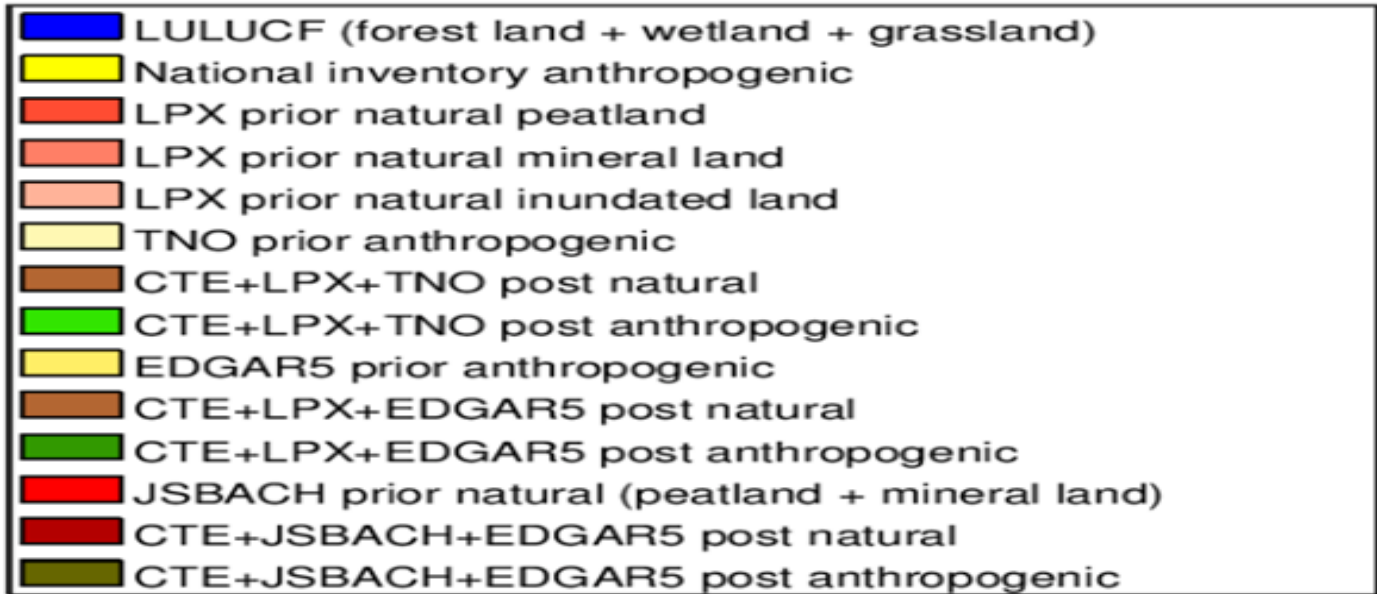 LULUCF (forest land + wetland + grassland)
National inventory anthropogenic
LPX prior natural peatland
LPX prior natural mineral land
LPX prior natural inundated land
TNO prior anthropogenic
CTE+LPX+TNO post natural
CTE+LPX+TNO post anthropogenic
EDGAR5 prior anthropogenic
CTE+LPX+EDGAR5 post natural
CTE+LPX+EDGAR5 post anthropogenic
JSBACH prior natural (peatland + mineral land)
CTE+JSBACH+EDGAR5 post natural
CTE+JSBACH+EDGAR5 post anthropogenic